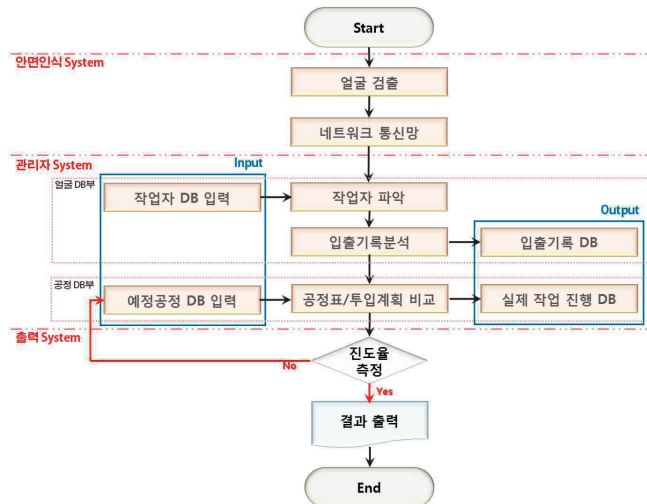 Start
안면인식 System
얼굴 검출
네트워크 통신망
관리자 System
Input
얼굴 DB부
작업자 DB 입력
작업자 파악
Output
입출기록분석
입출기록 DB
공정 DB부
예정공정 DB 입력
공정표/투입계획 비교
실제 작업 진행 DB
출력 System
진도율
측정
No
Yes
결과 출력
End